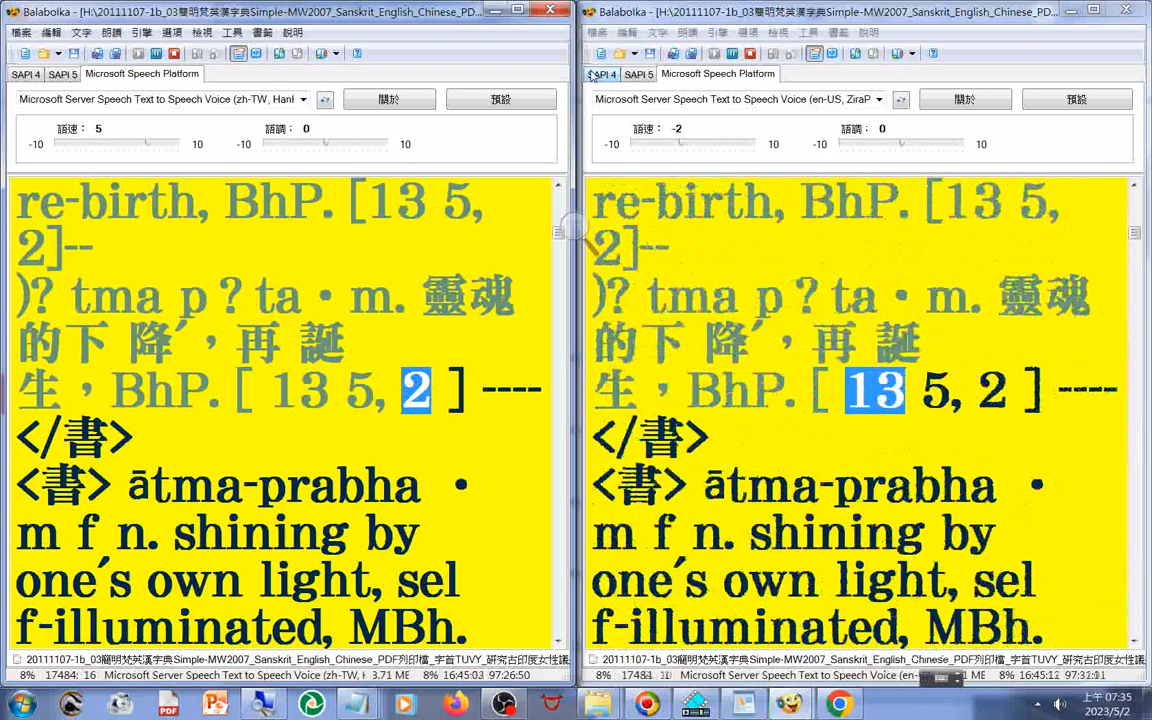 Balabolka - [H:\20111107-1b_03簡明梵英漢字典Simple-MW2007_Sanskrit_English_Chinese_PD...
檔案 編輯 文字 朗讀 引擎 選項 檢視 工具 書籤 說明
SAPI 4 SAPI 5 Microsoft Speech Platform
Microsoft Server Speech Text to Speech Voice (zh-TW, Hanl
關於
預設
語速: 5
語調: 0
-10 10 -10 10
re-birth, BhP. [13 5,
2]--
)? tma p ? ta • m. 靈魂
的下 降ˊ,再 誕
生,BhP. [ 13 5, 2 ] ----
</書>
<書> ātma-prabha •
m f n. shining by
one's own light, sel
f-illuminated, MBh.
20111107-1b_03簡明梵英漢字典Simple-MW2007_Sanskrit_English_Chinese_PDF列印檔_字首TUVY_研究古印度女性議
8% 17484: 16 Microsoft Server Speech Text to Speech Voice (zh-TW, H 3.71 ME 8% 16:45:03 97:26:50
Balabolka - [H:\20111107-1b_03簡明梵英漢字典Simple-MW2007_Sanskrit_English_Chinese_PD...
檔案 編輯 文字 朗讀 引擎 選項 檢視 工具 書籤 說明
SAPI 4 SAPI 5 Microsoft Speech Platform
Microsoft Server Speech Text to Speech Voice (en-US, ZiraP
關於
預設
語速: -2
語調: 0
-10 10 -10 10
re-birth, BhP. [13 5,
2]--
)? tma p ? ta • m. 靈魂
的下 降ˊ,再 誕
生,BhP. [ 13 5, 2 ] ----
</書>
<書> ātma-prabha •
m f n. shining by
one's own light, sel
f-illuminated, MBh.
20111107-1b_03簡明梵英漢字典Simple-MW2007_Sanskrit_English_Chinese_PDF列印檔_字首TUVY_研究古印度女性議
8% Microsoft Server Speech Text to Speech Voice (en-U ME 8% 16:45:12 97:32:01
上午 07:35
2023/5/2